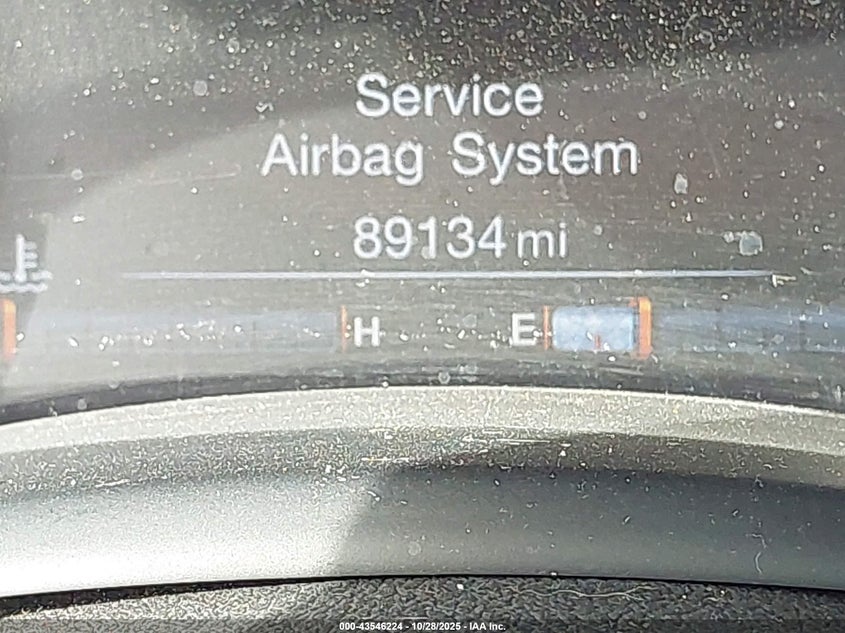 Service
Airbag System
89134 mi
H E
000-43546224 - 10/28/2025 - IAA Inc.